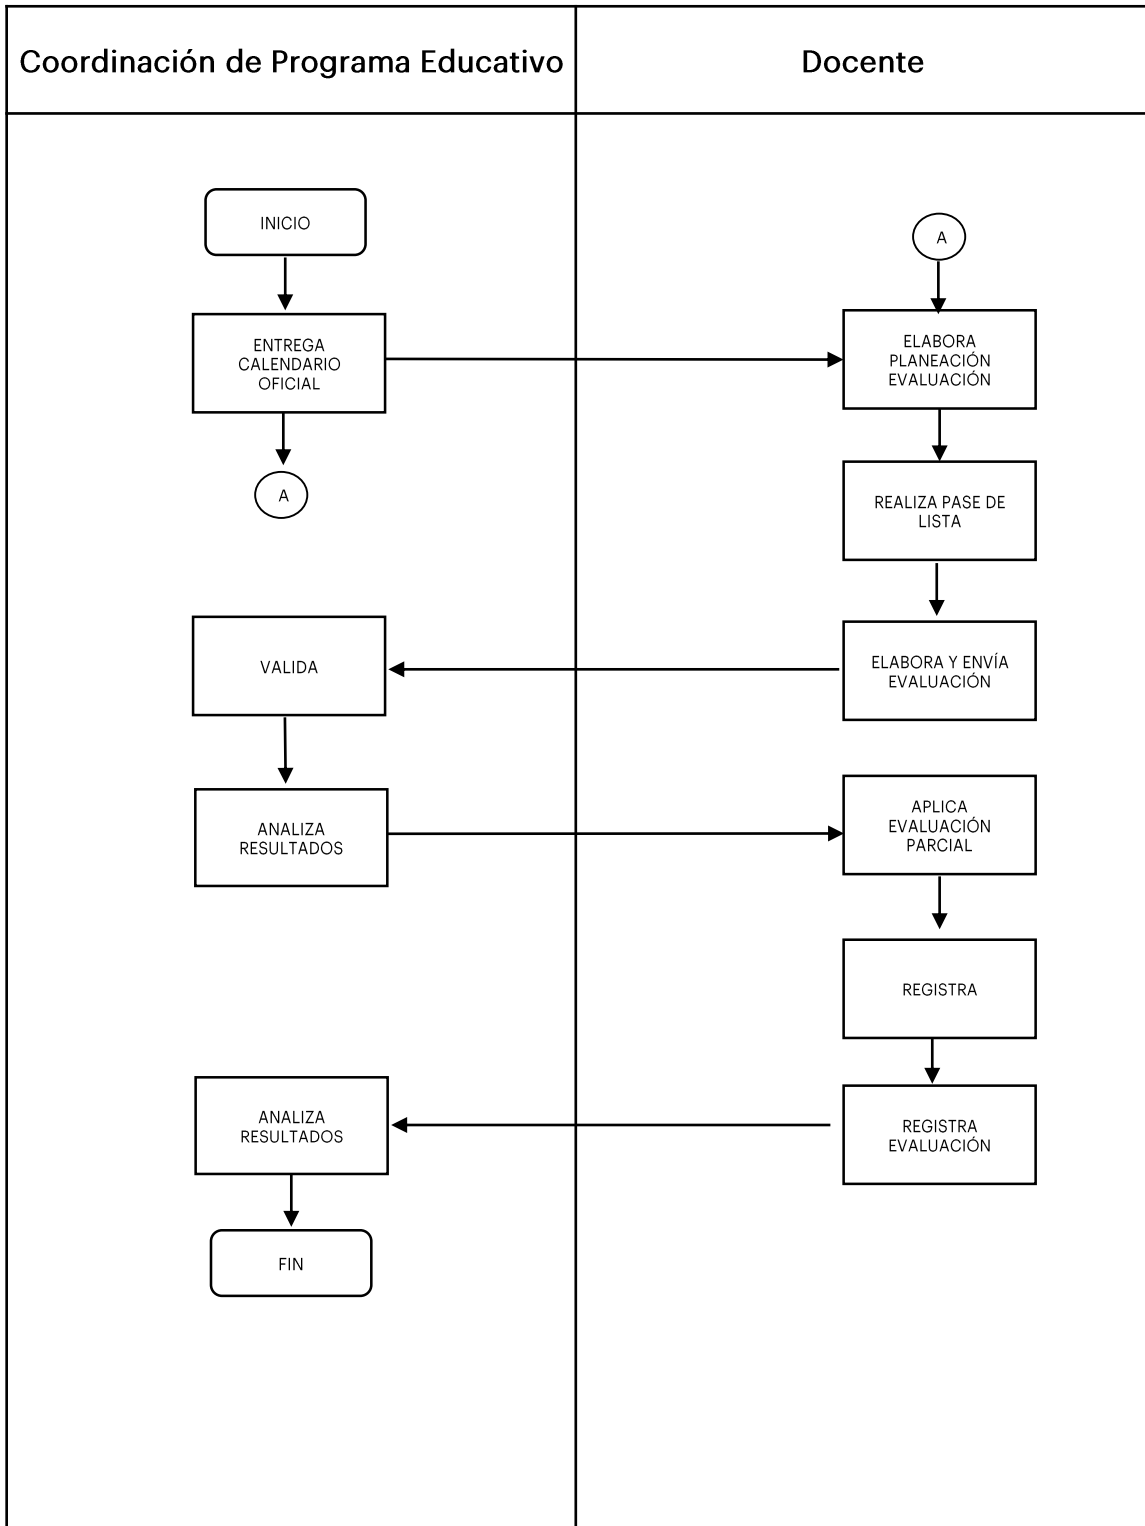 Coordinación de Programa Educativo
Docente
INICIO
A
ENTREGA
CALENDARIO
OFICIAL
ELABORA
PLANEACIÓN
EVALUACIÓN
A
REALIZA PASE DE
LISTA
VALIDA
ELABORA Y ENVÍA
EVALUACIÓN
ANALIZA
RESULTADOS
APLICA
EVALUACIÓN
PARCIAL
REGISTRA
ANALIZA
RESULTADOS
REGISTRA
EVALUACIÓN
FIN